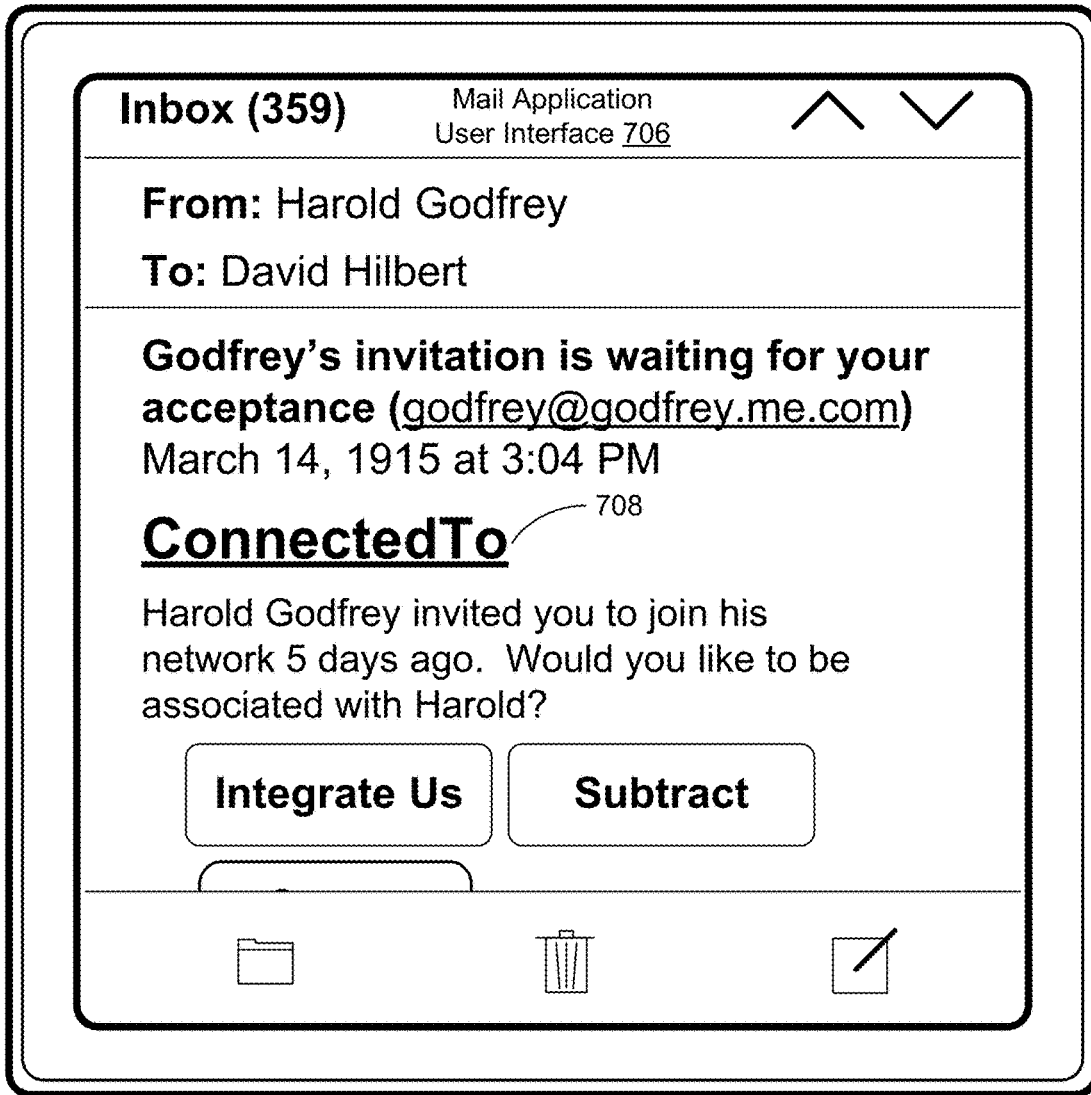 Inbox (359)
Mail Application
User Interface 706
From: Harold Godfrey
To: David Hilbert
Godfrey’s invitation is waiting for your
acceptance (godfrey@godfrey.me.com)
March 14, 1915 at 3:04 PM
ConnectedTo
708
Harold Godfrey invited you to join his
network 5 days ago.  Would you like to be
associated with Harold?
Integrate Us
Subtract